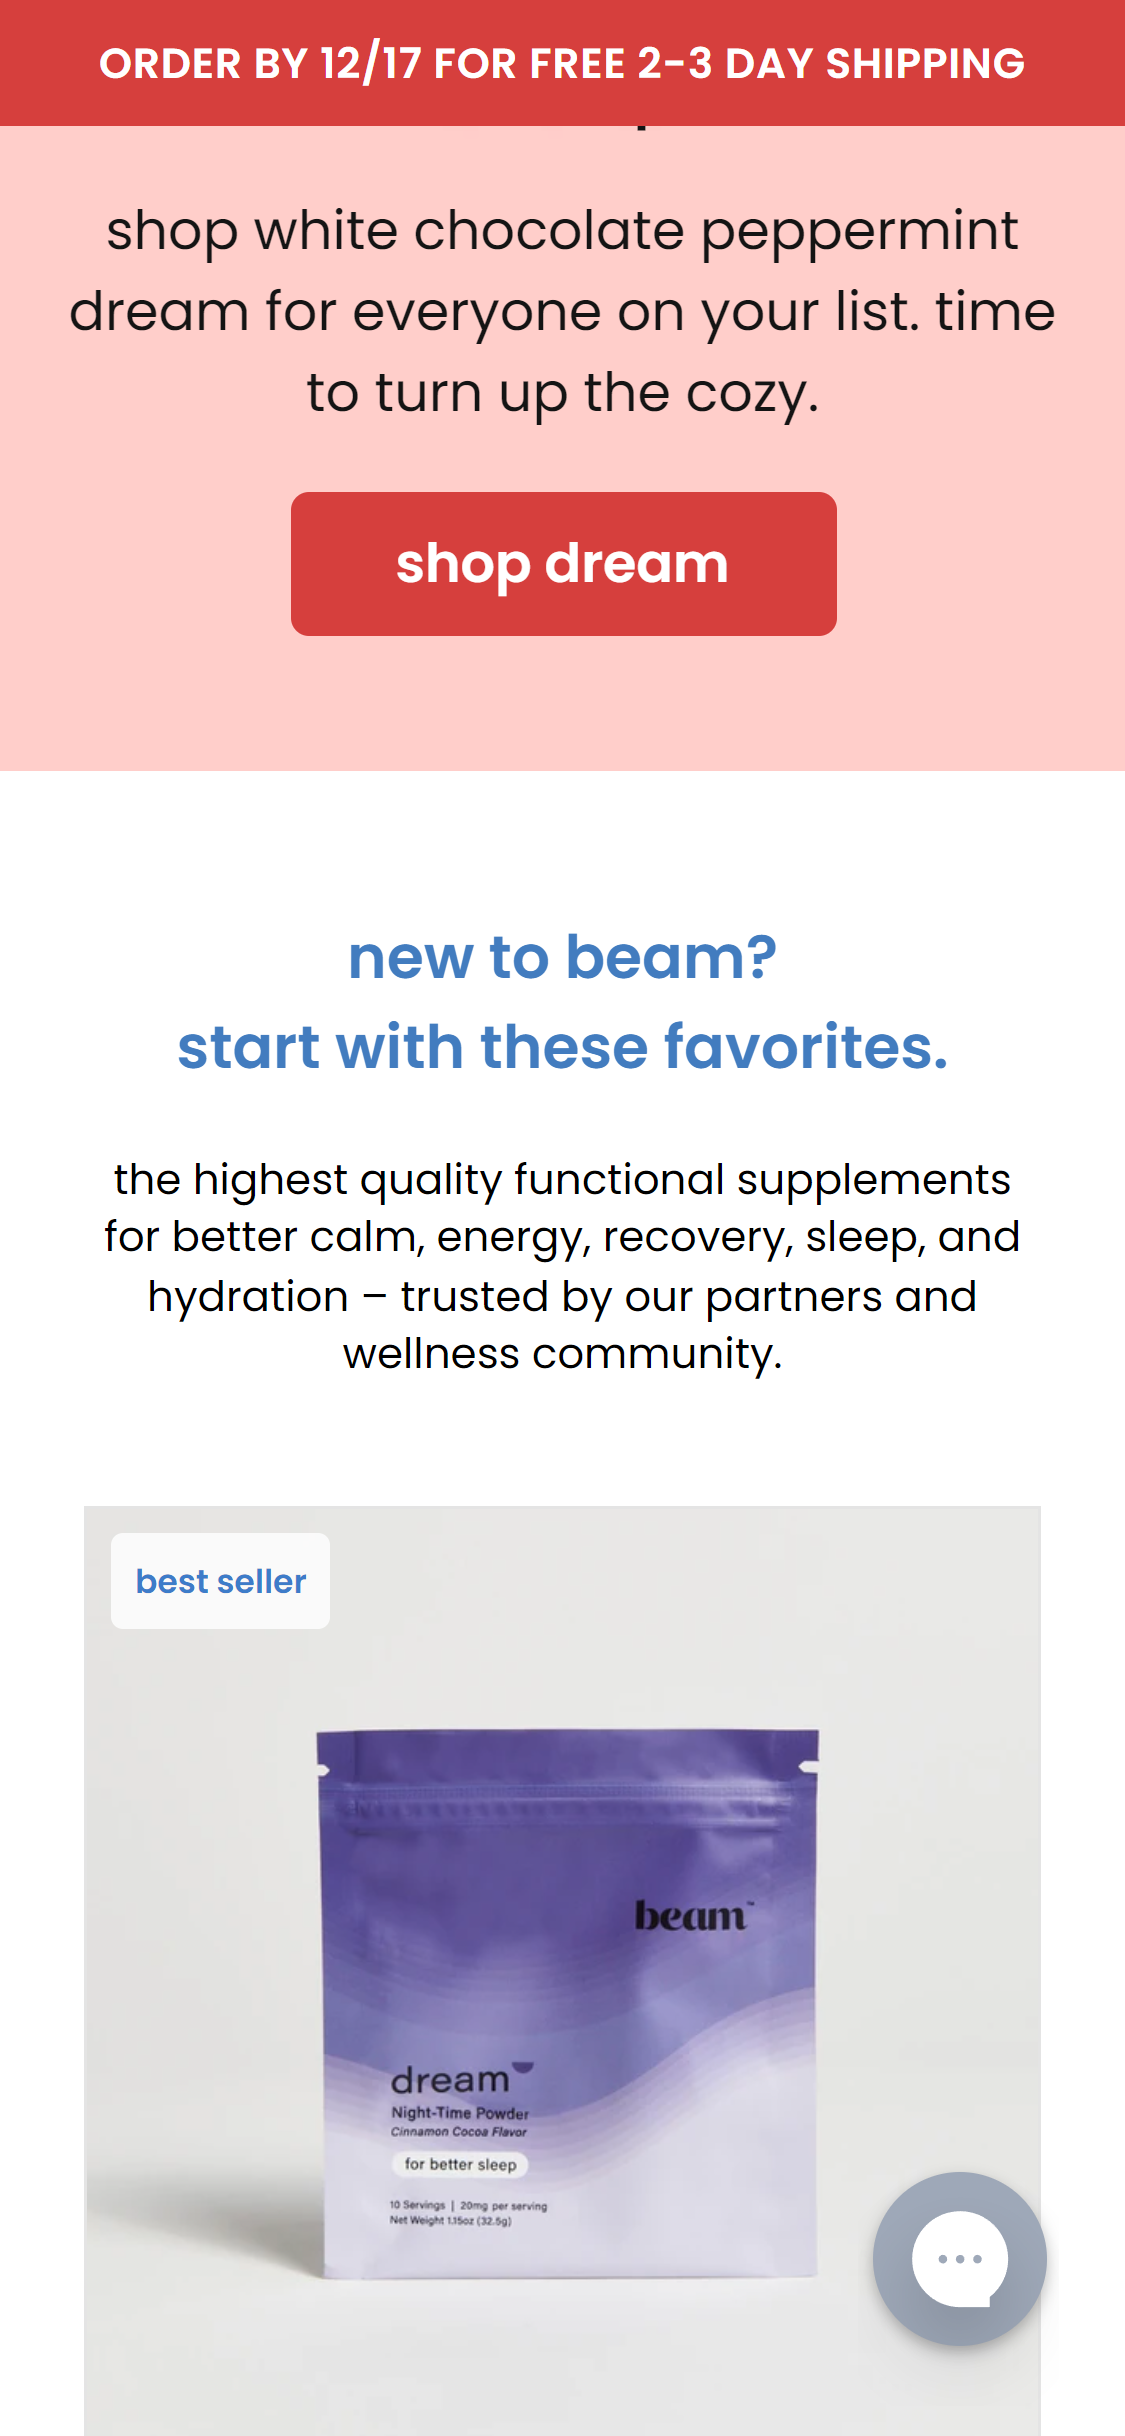 ORDER BY 12/17 FOR FREE 2-3 DAY SHIPPING
shop white chocolate peppermint
dream for everyone on your list. time
to turn up the cozy.
shop dream
new to beam?
start with these favorites.
the highest quality functional supplements
for better calm, energy, recovery, sleep, and
hydration – trusted by our partners and
wellness community.
best seller
beam™
dream
Night-Time Powder
Cinnamon Cocoa Flavor
for better sleep
10 Servings | 20mg per serving
Net Weight 1.15oz (32.5g)